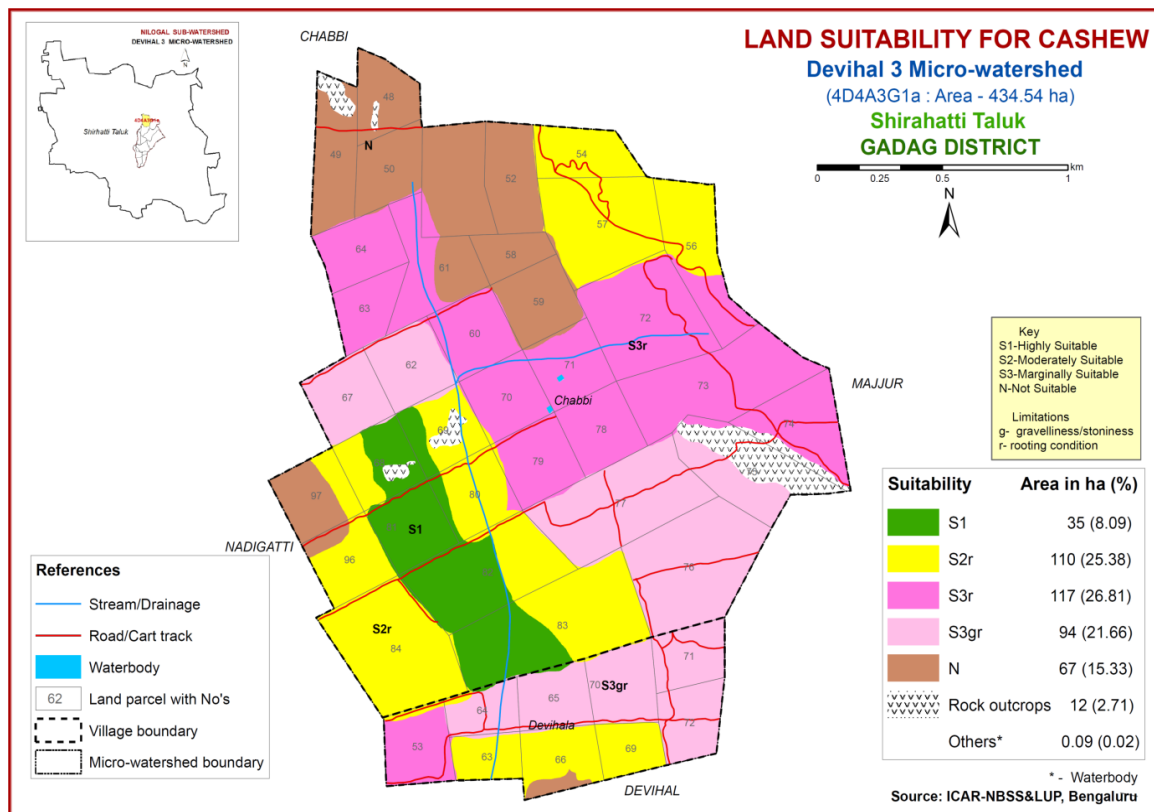 NILOGAL SUB-WATERSHED
DEVIHAL 3 MICRO-WATERSHED
N
Shirhatti Taluk
4D4A3G1a
LAND SUITABILITY FOR CASHEW
Devihal 3 Micro-watershed
(4D4A3G1a : Area - 434.54 ha)
Shirahatti Taluk
GADAG DISTRICT
0 0.25 0.5 1 km
N
CHABBI
48
N
49
50
52
54
57
56
64
61
58
63
59
60
72
S3r
62
71
67
70
Chabbi
73
MAJJUR
69
78
74
79
97
80
77
S1
NADIGATTI
96
76
S2r
83
84
70
S3gr
71
65
64
Devihala
72
53
63
66
69
DEVIHAL
Key
S1-Highly Suitable
S2-Moderately Suitable
S3-Marginally Suitable
N-Not Suitable
Limitations
g- gravelliness/stoniness
r- rooting condition
Suitability Area in ha (%)
S1 35 (8.09)
S2r 110 (25.38)
S3r 117 (26.81)
S3gr 94 (21.66)
N 67 (15.33)
Rock outcrops 12 (2.71)
Others* 0.09 (0.02)
* - Waterbody
Source: ICAR-NBSS&LUP, Bengaluru
References
Stream/Drainage
Road/Cart track
Waterbody
62 Land parcel with No's
Village boundary
Micro-watershed boundary